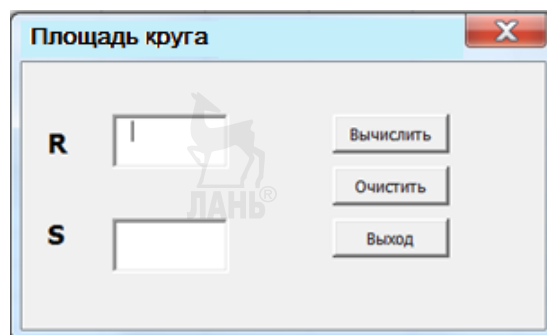 Площадь круга
R
Вычислить
Очистить
ЛАНЬ®
S
Выход